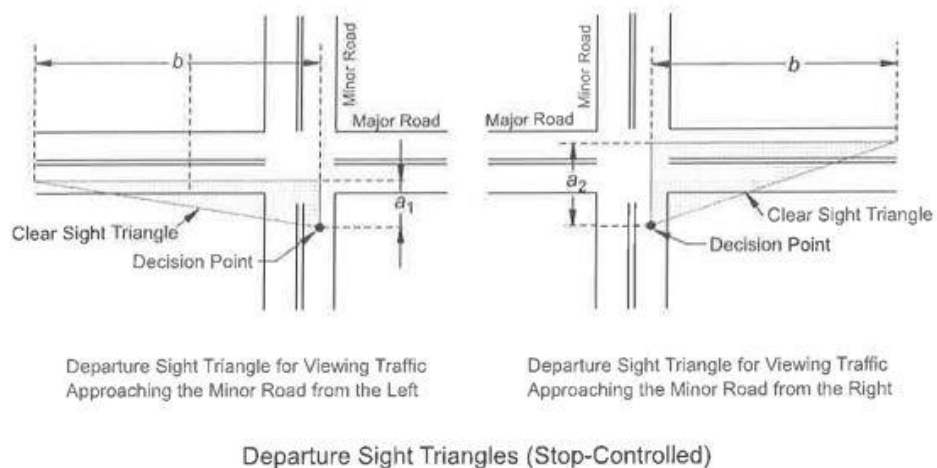 b
Minor Road
Major Road
a1
Clear Sight Triangle
Decision Point
Departure Sight Triangle for Viewing Traffic
Approaching the Minor Road from the Left
b
Minor Road
Major Road
a2
Clear Sight Triangle
Decision Point
Departure Sight Triangle for Viewing Traffic
Approaching the Minor Road from the Right
Departure Sight Triangles (Stop-Controlled)